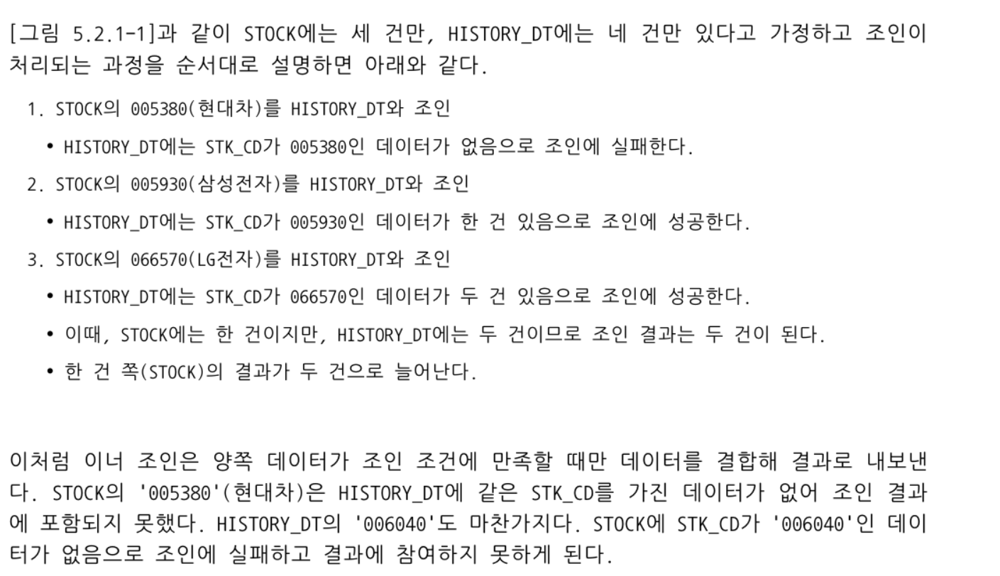 [그림 5.2.1-1]과 같이 STOCK에는 세 건만, HISTORY_DT에는 네 건만 있다고 가정하고 조인이
처리되는 과정을 순서대로 설명하면 아래와 같다.
1. STOCK의 005380(현대차)를 HISTORY_DT와 조인
• HISTORY_DT에는 STK_CD가 005380인 데이터가 없음으로 조인에 실패한다.
2. STOCK의 005930(삼성전자)를 HISTORY_DT와 조인
• HISTORY_DT에는 STK_CD가 005930인 데이터가 한 건 있음으로 조인에 성공한다.
3. STOCK의 066570(LG전자)를 HISTORY_DT와 조인
• HISTORY_DT에는 STK_CD가 066570인 데이터가 두 건 있음으로 조인에 성공한다.
• 이때, STOCK에는 한 건이지만, HISTORY_DT에는 두 건이므로 조인 결과는 두 건이 된다.
• 한 건 쪽(STOCK)의 결과가 두 건으로 늘어난다.
이처럼 이너 조인은 양쪽 데이터가 조인 조건에 만족할 때만 데이터를 결합해 결과로 내보낸
다. STOCK의 '005380'(현대차)은 HISTORY_DT에 같은 STK_CD를 가진 데이터가 없어 조인 결과
에 포함되지 못했다. HISTORY_DT의 '006040'도 마찬가지다. STOCK에 STK_CD가 '006040'인 데이
터가 없음으로 조인에 실패하고 결과에 참여하지 못하게 된다.